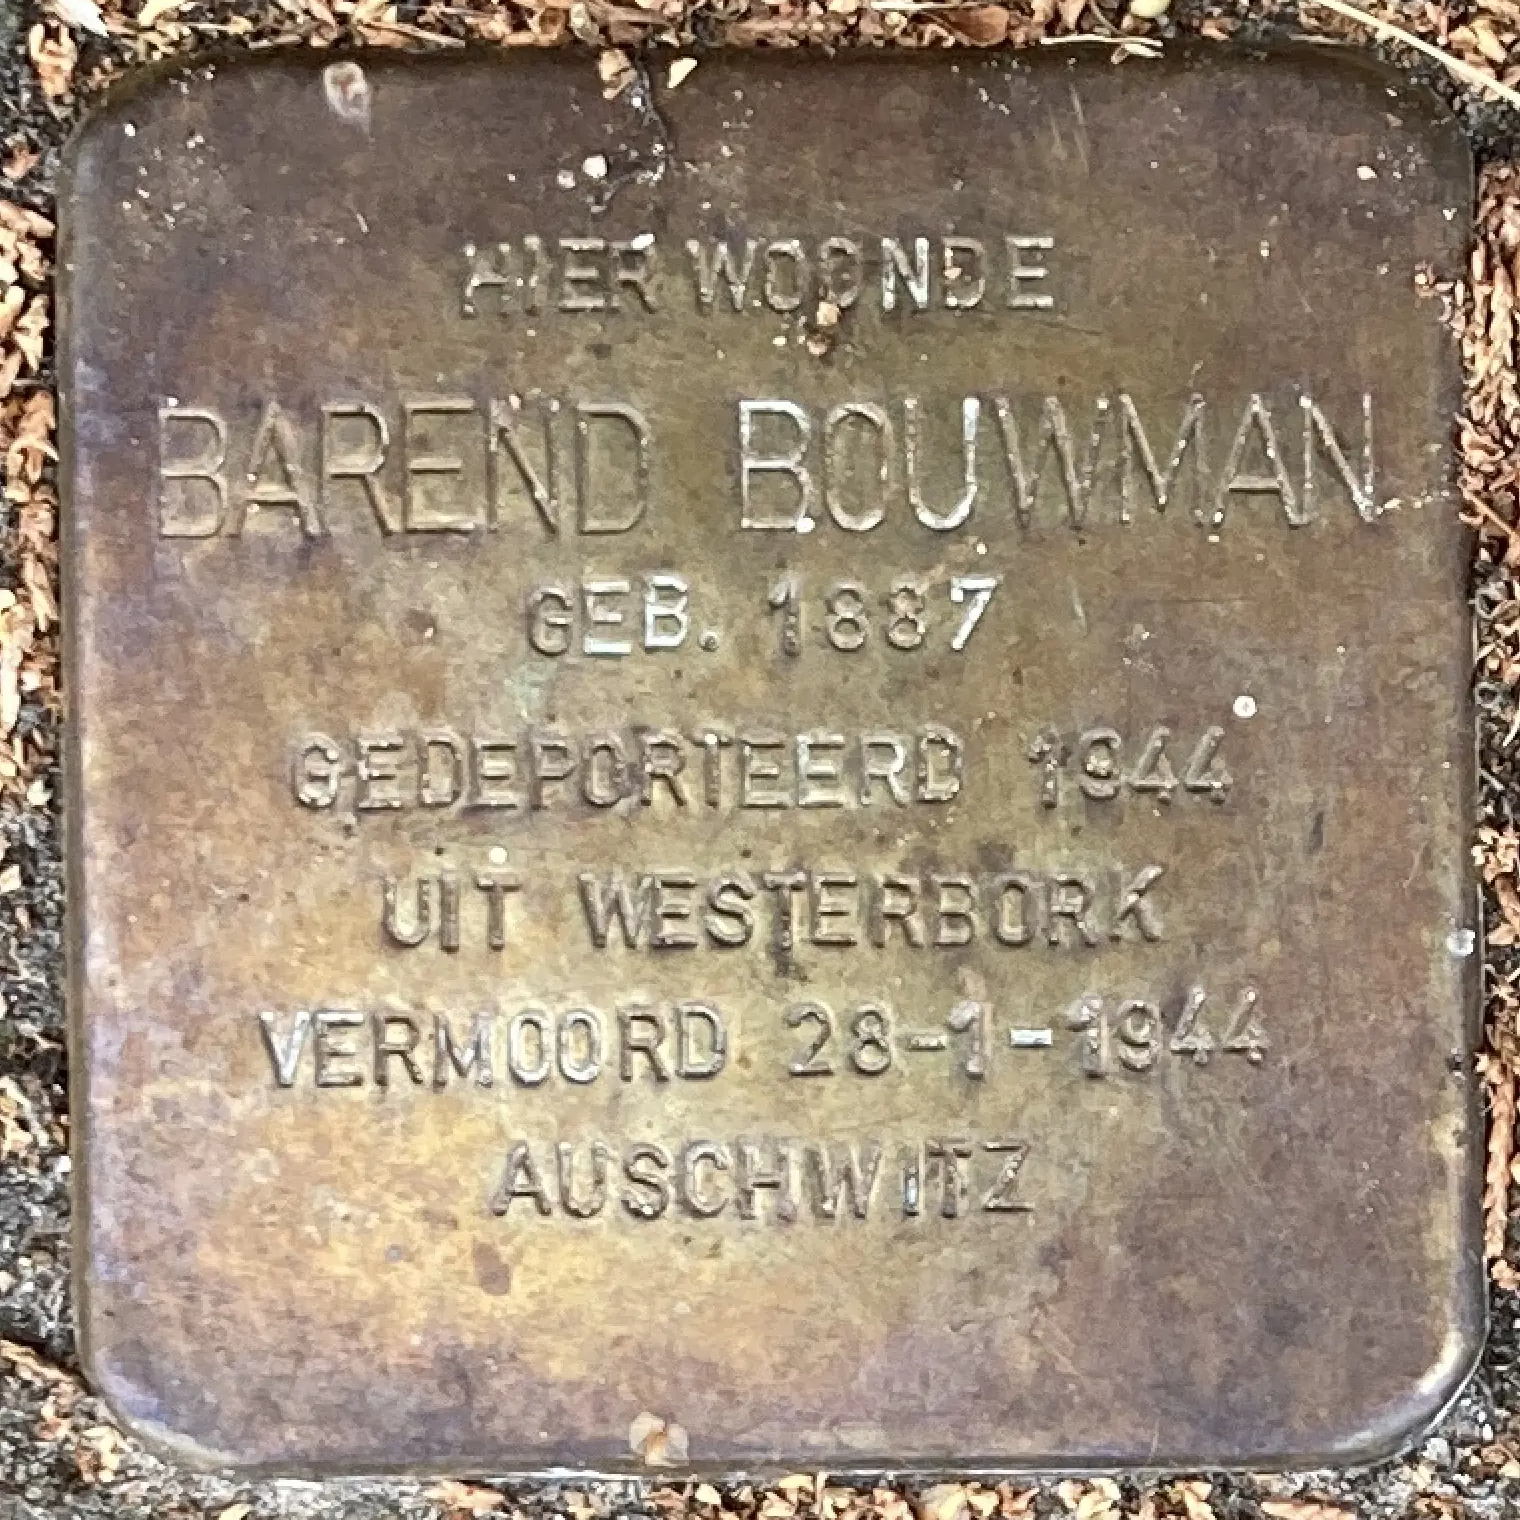 HIER WOONDE
BAREND BOUWMAN
GEB. 1887
GEDEPORTEERD 1944
UIT WESTERBORK
VERMOORD 28-1-1944
AUSCHWITZ